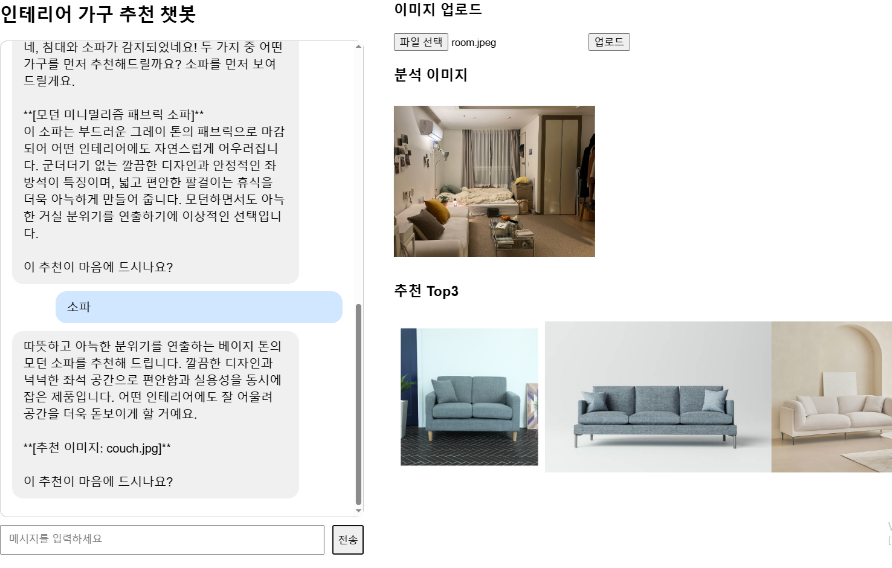 인테리어 가구 추천 챗봇
네, 침대와 소파가 감지되었네요! 두 가지 중 어떤
가구를 먼저 추천해드릴까요? 소파를 먼저 보여
드릴게요.
**[모던 미니멀리즘 패브릭 소파]**
이 소파는 부드러운 그레이 톤의 패브릭으로 마감
되어 어떤 인테리어에도 자연스럽게 어우러집니
다. 군더더기 없는 깔끔한 디자인과 안정적인 좌
방석이 특징이며, 넓고 편안한 팔걸이는 휴식을
더욱 아늑하게 만들어 줍니다. 모던하면서도 아늑
한 거실 분위기를 연출하기에 이상적인 선택입니
다.
이 추천이 마음에 드시나요?
소파
따뜻하고 아늑한 분위기를 연출하는 베이지 톤의
모던 소파를 추천해 드립니다. 깔끔한 디자인과
넉넉한 좌석 공간으로 편안함과 실용성을 동시에
잡은 제품입니다. 어떤 인테리어에도 잘 어울려
공간을 더욱 돋보이게 할 거예요.
**[추천 이미지: couch.jpg]**
이 추천이 마음에 드시나요?
메시지를 입력하세요
전송
이미지 업로드
파일 선택 room.jpeg
업로드
분석 이미지
추천 Top3